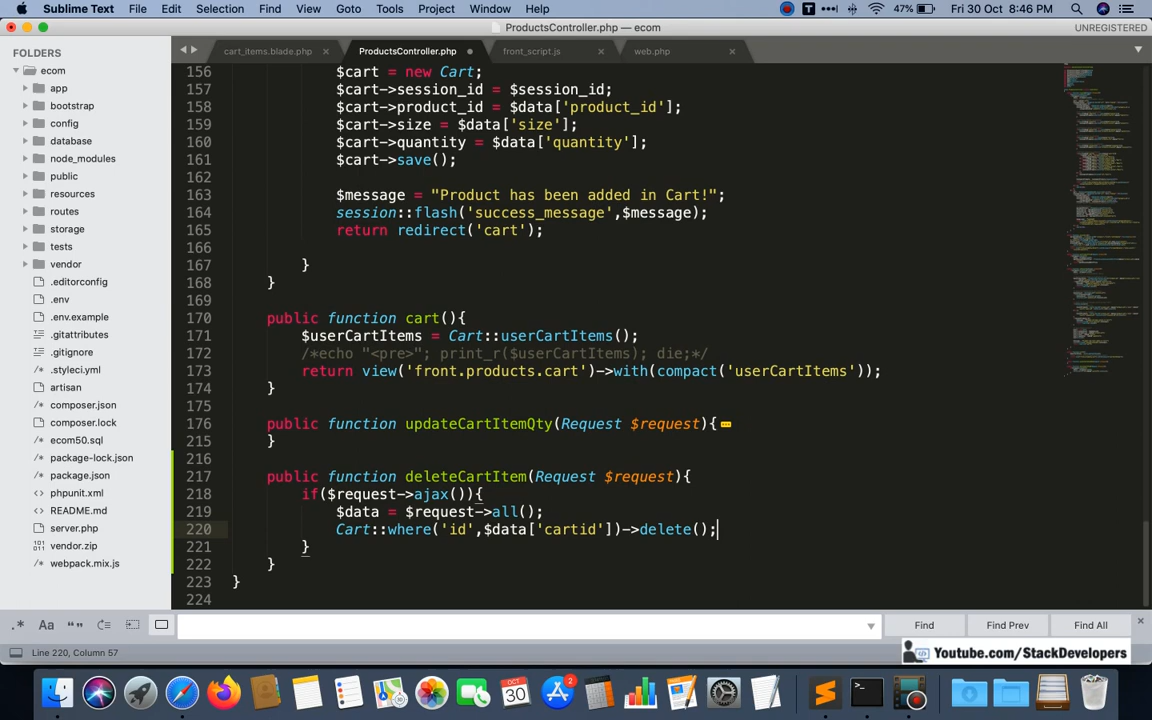 Sublime Text File Edit Selection Find View Goto Tools Project Window Help 47% Fri 30 Oct 8:46 PM
ProductsController.php — ecom UNREGISTERED
FOLDERS
cart_items.blade.php ProductsController.php front_script.js web.php
ecom
app
bootstrap
config
database
node_modules
public
resources
routes
storage
tests
vendor
.editorconfig
.env
.env.example
.gitattributes
.gitignore
.styleci.yml
artisan
composer.json
composer.lock
ecom50.sql
package-lock.json
package.json
phpunit.xml
README.md
server.php
vendor.zip
webpack.mix.js
156 $cart = new Cart;
157 $cart->session_id = $session_id;
158 $cart->product_id = $data['product_id'];
159 $cart->size = $data['size'];
160 $cart->quantity = $data['quantity'];
161 $cart->save();
162
163 $message = "Product has been added in Cart!";
164 session::flash('success_message',$message);
165 return redirect('cart');
166
167 }
168 }
169
170 public function cart(){
171 $userCartItems = Cart::userCartItems();
172 /*echo "<pre>"; print_r($userCartItems); die;*/
173 return view('front.products.cart')->with(compact('userCartItems'));
174 }
175
176 public function updateCartItemQty(Request $request){
215 }
216
217 public function deleteCartItem(Request $request){
218 if($request->ajax()){
219 $data = $request->all();
220 Cart::where('id',$data['cartid'])->delete();
221 }
222 }
223 }
224
.* Aa Find Find Prev Find All
Line 220, Column 57
Youtube.com/StackDevelopers
OCT
30
2